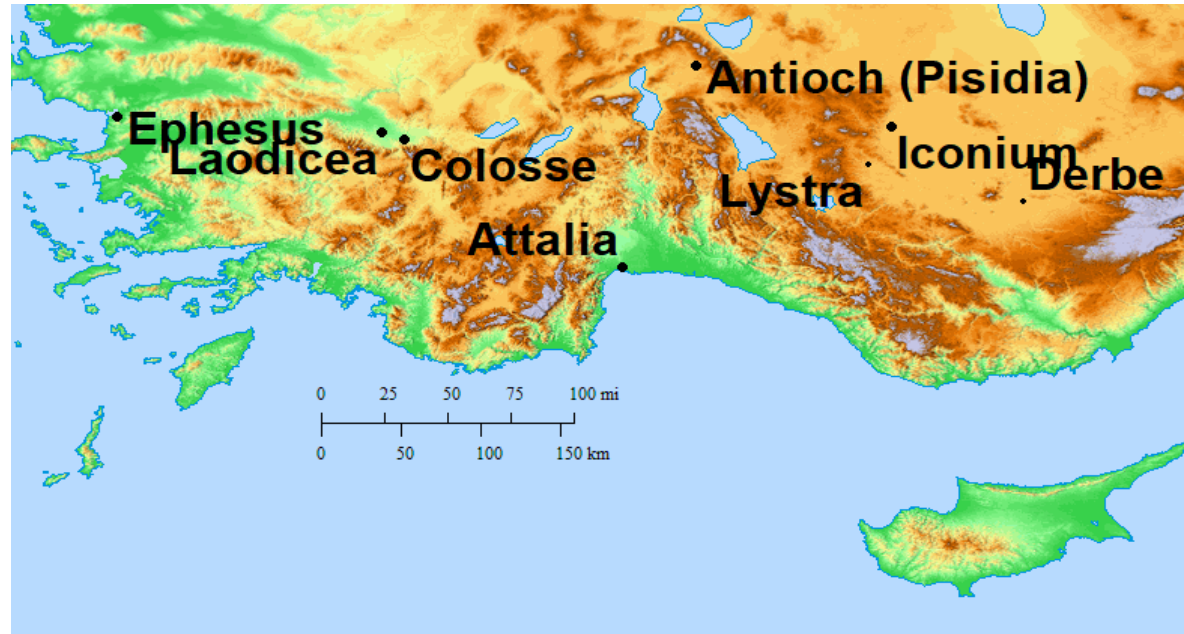 Antioch (Pisidia)
Ephesus
Laodicea
Colosse
Iconium
Derbe
Lystra
Attalia
0 25 50 75 100 mi
0 50 100 150 km